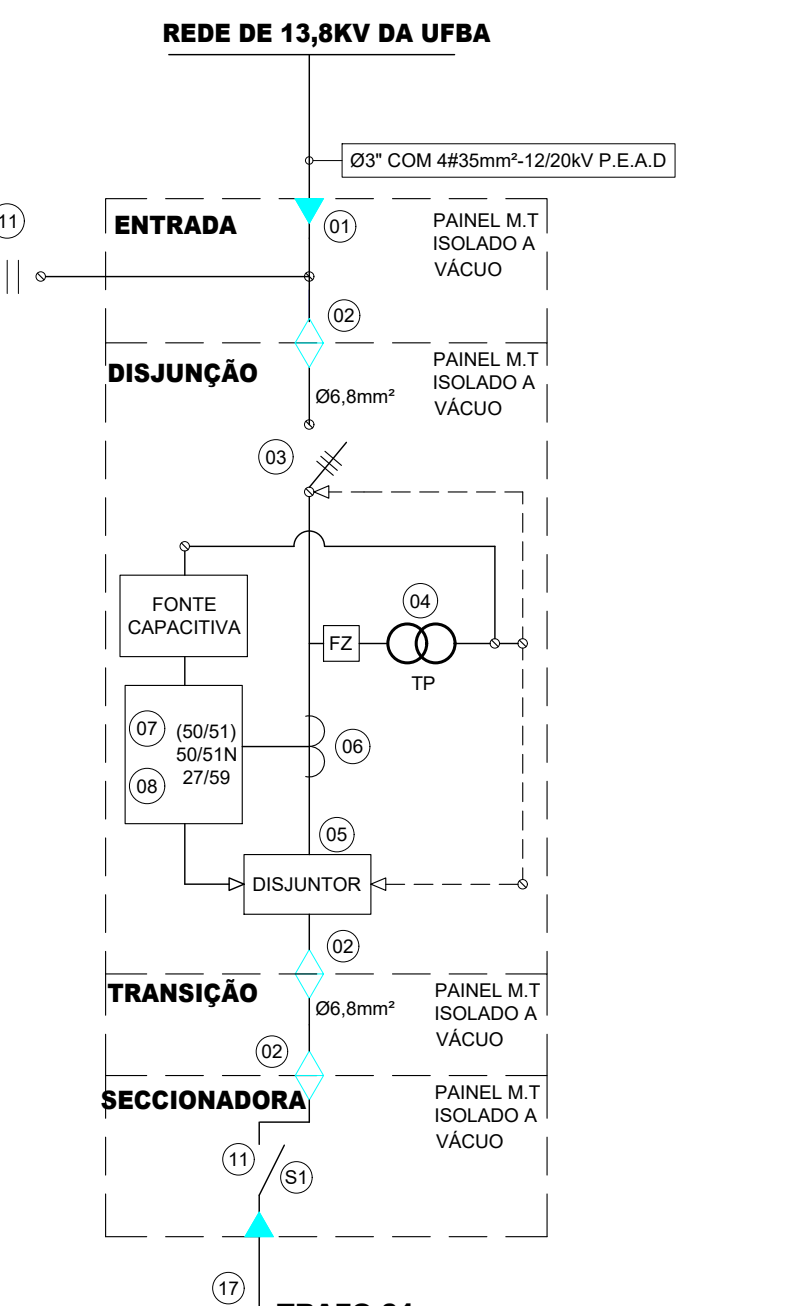 REDE DE 13,8KV DA UFBA
Ø3" COM 4#35mm²-12/20kV P.E.A.D
11
ENTRADA
01
PAINEL M.T
ISOLADO A
VÁCUO
02
DISJUNÇÃO
PAINEL M.T
ISOLADO A
VÁCUO
Ø6,8mm²
03
FONTE
CAPACITIVA
04
FZ
TP
07
(50/51)
50/51N
27/59
08
06
05
DISJUNTOR
02
TRANSIÇÃO
Ø6,8mm²
PAINEL M.T
ISOLADO A
VÁCUO
02
SECCIONADORA
PAINEL M.T
ISOLADO A
VÁCUO
11
S1
17